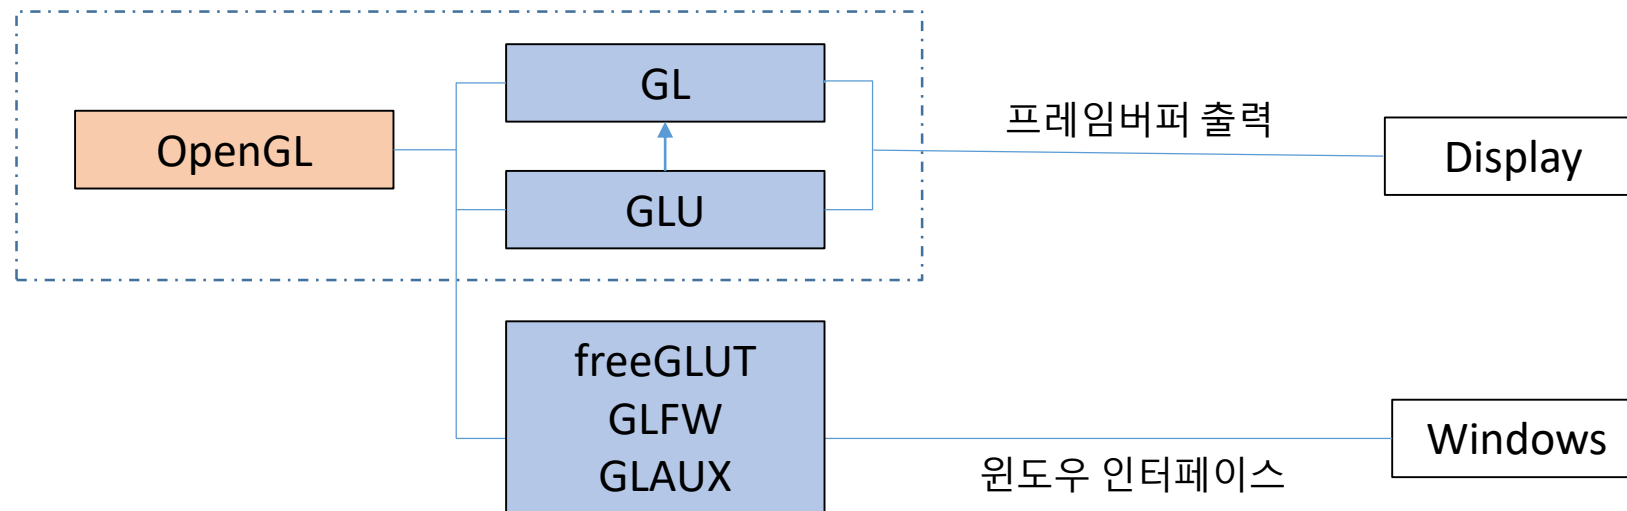 GL
프레임버퍼 출력
OpenGL
Display
GLU
freeGLUT
GLFW
GLAUX
Windows
윈도우 인터페이스